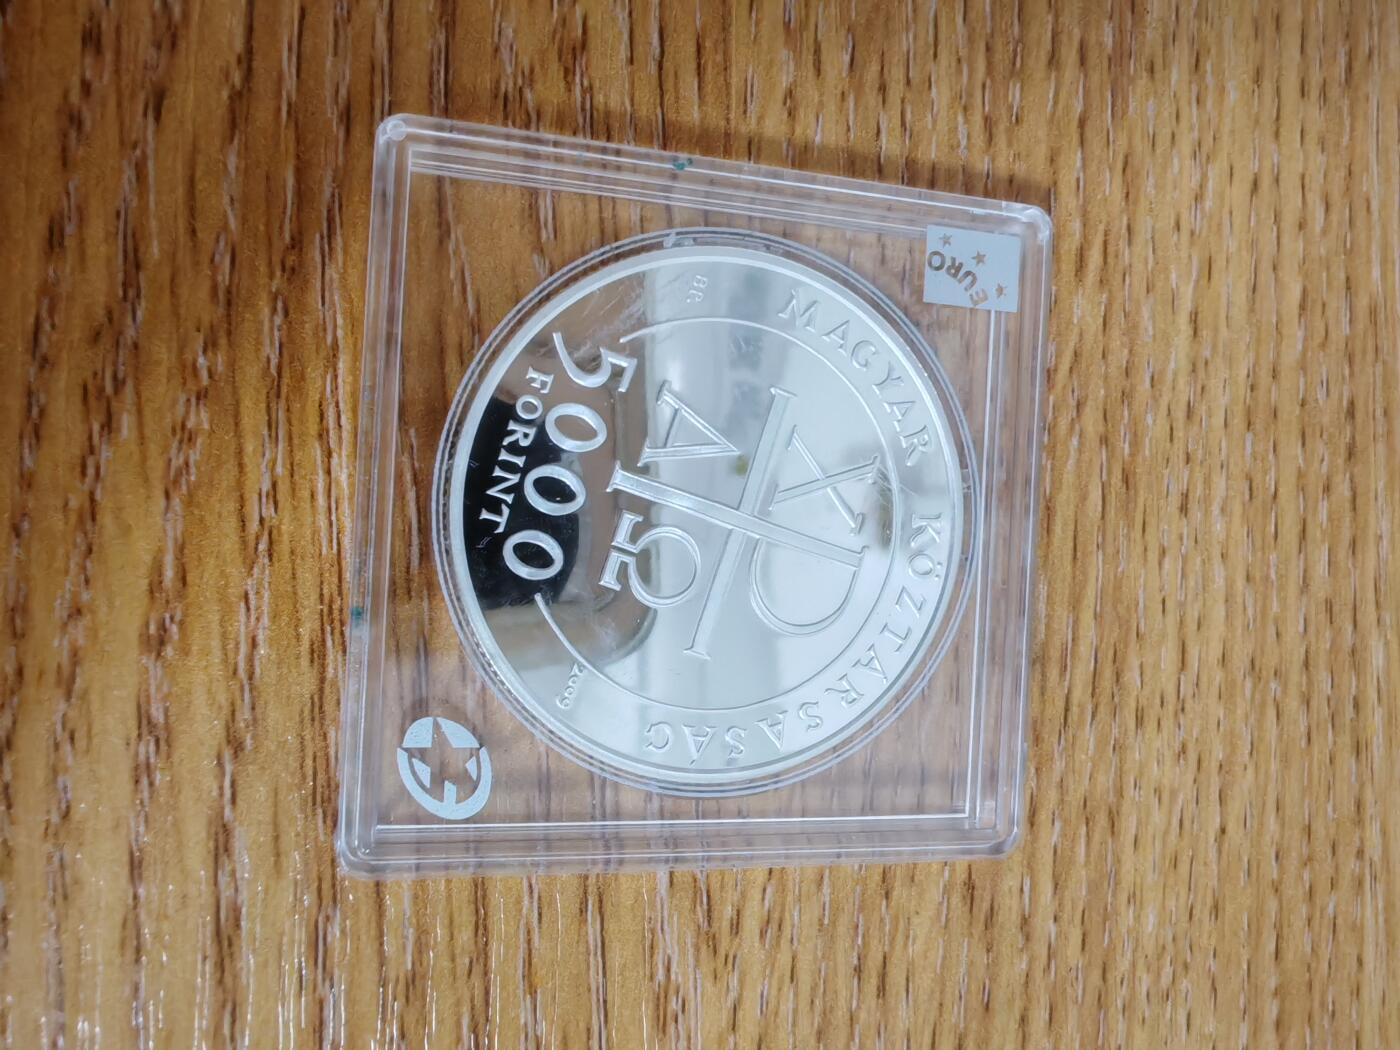 MAGYAR KÖZTÁRSASÁG
BP.
Α Ω
5000
FORINT
2009
EURO